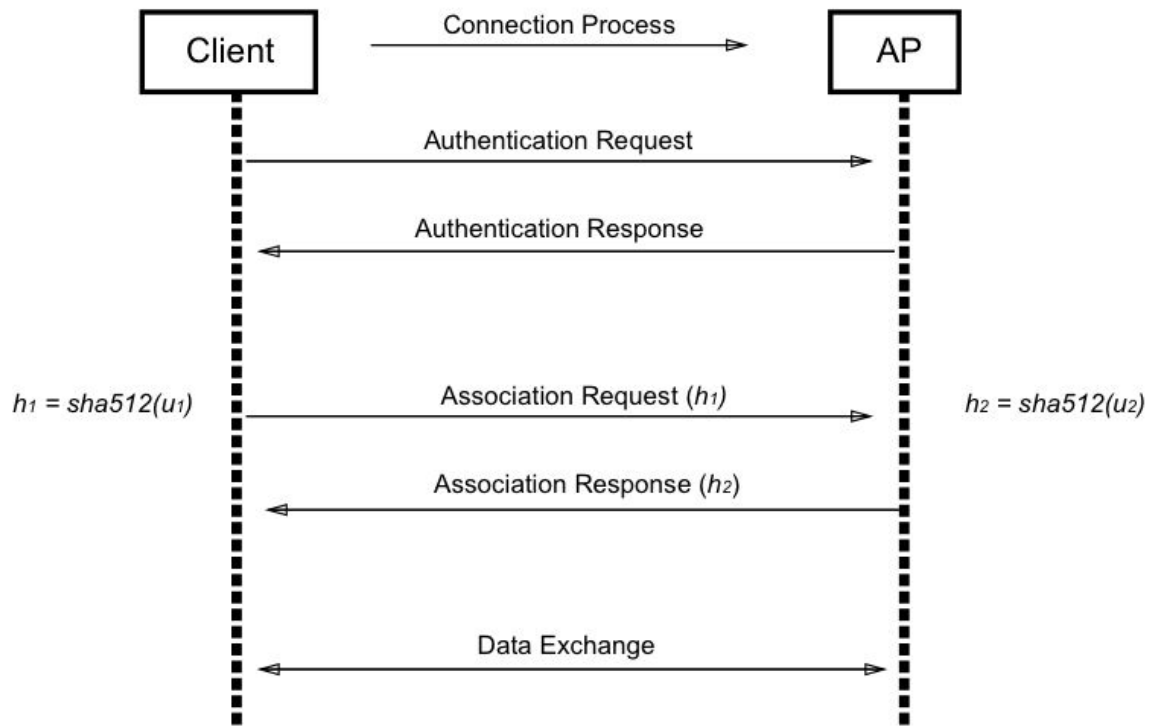 Client
Connection Process
AP
Authentication Request
Authentication Response
h1 = sha512(u1)
Association Request (h1)
h2 = sha512(u2)
Association Response (h2)
Data Exchange